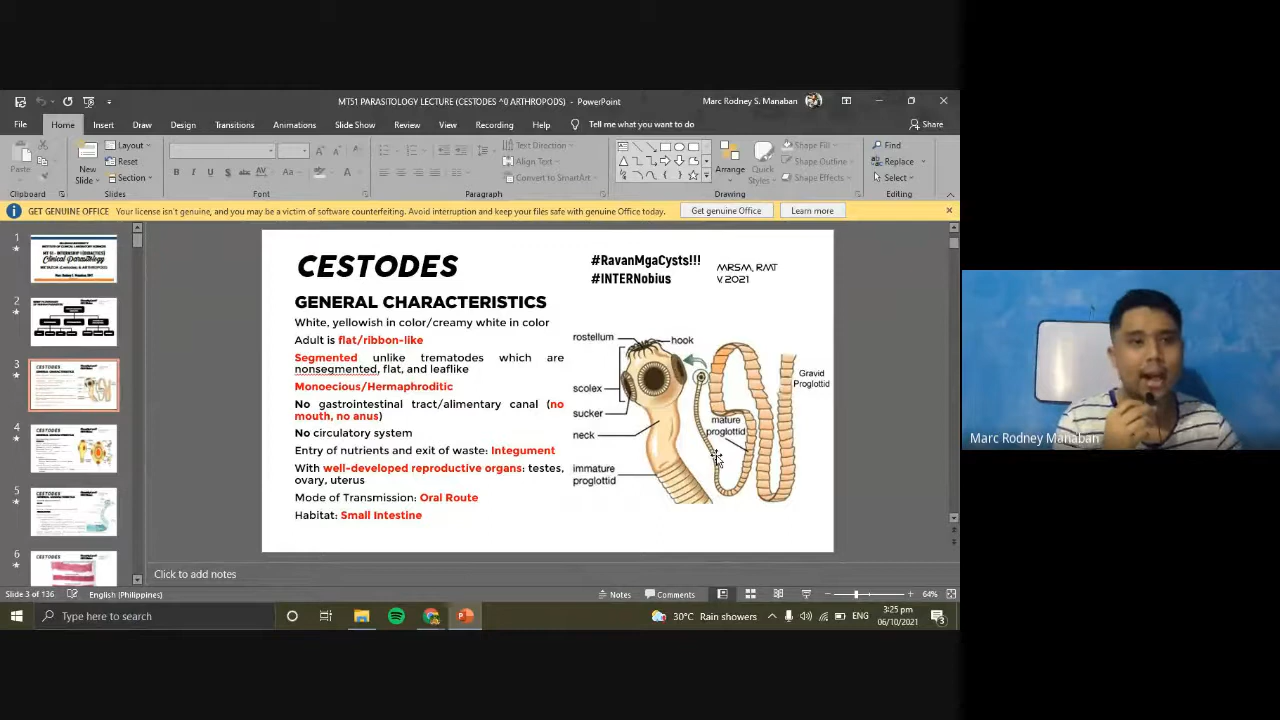 MT51 PARASITOLOGY LECTURE (CESTODES ^0 ARTHROPODS) - PowerPoint
Marc Rodney S. Manaban
File Home Insert Draw Design Transitions Animations Slide Show Review View Recording Help Tell me what you want to do Share
Paste
Clipboard
New
Slides
Layout
Reset
Section
Slides
B I U S
Font
Text Direction
Align Text
Convert to SmartArt
Paragraph
Arrange
Quick
Styles
Shape Fill
Shape Outline
Shape Effects
Drawing
Find
Replace
Select
Editing
GET GENUINE OFFICE Your license isn't genuine, and you may be a victim of software counterfeiting. Avoid interruption and keep your files safe with genuine Office today. Get genuine Office Learn more
1
2
3
4
5
6
CESTODES
#RavanMgaCysts!!!
#INTERNobius
MRSM, RMT
V. 2021
GENERAL CHARACTERISTICS
White, yellowish in color/creamy white in color
Adult is flat/ribbon-like
Segmented unlike trematodes which are
nonsegmented, flat, and leaflike
Monoecious/Hermaphroditic
No gastrointestinal tract/alimentary canal (no
mouth, no anus)
No circulatory system
Entry of nutrients and exit of waste: Integument
With well-developed reproductive organs: testes,
ovary, uterus
Mode of Transmission: Oral Route
Habitat: Small Intestine
rostellum
hook
scolex
sucker
neck
immature
proglottid
mature
proglottid
Gravid
Proglottid
Marc Rodney Manaban
Click to add notes
Slide 3 of 136 English (Philippines) Notes Comments 64%
Type here to search
30°C Rain showers
ENG
3:25 pm
06/10/2021
3